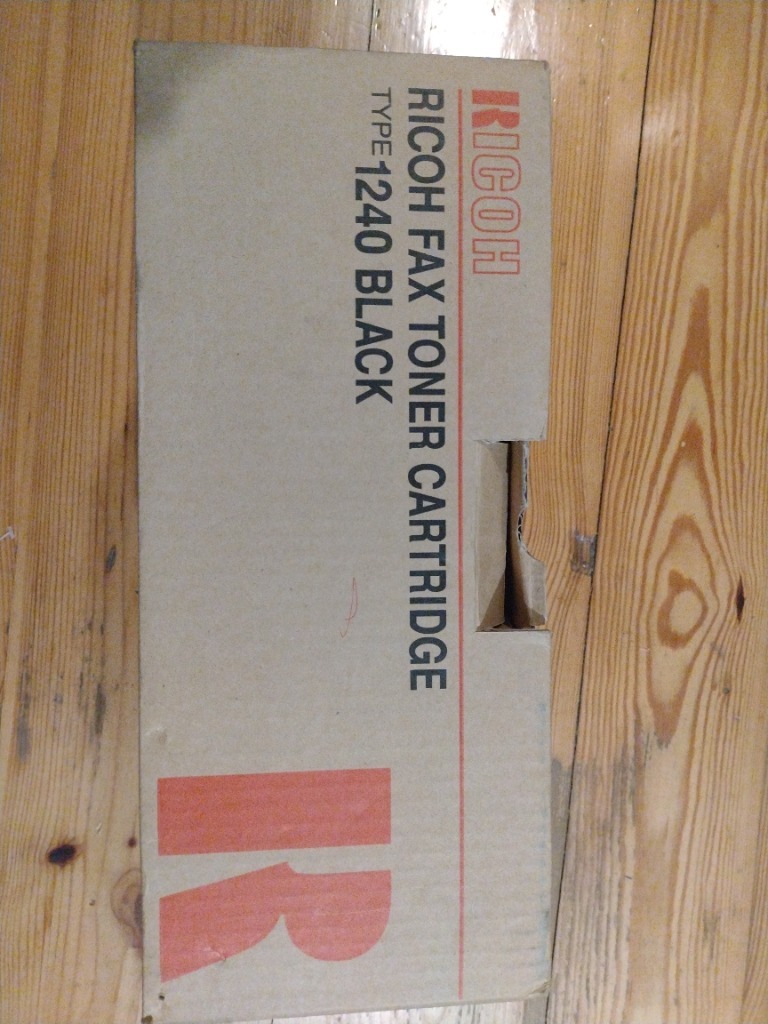 RICOH
RICOH FAX TONER CARTRIDGE
TYPE 1240 BLACK
R